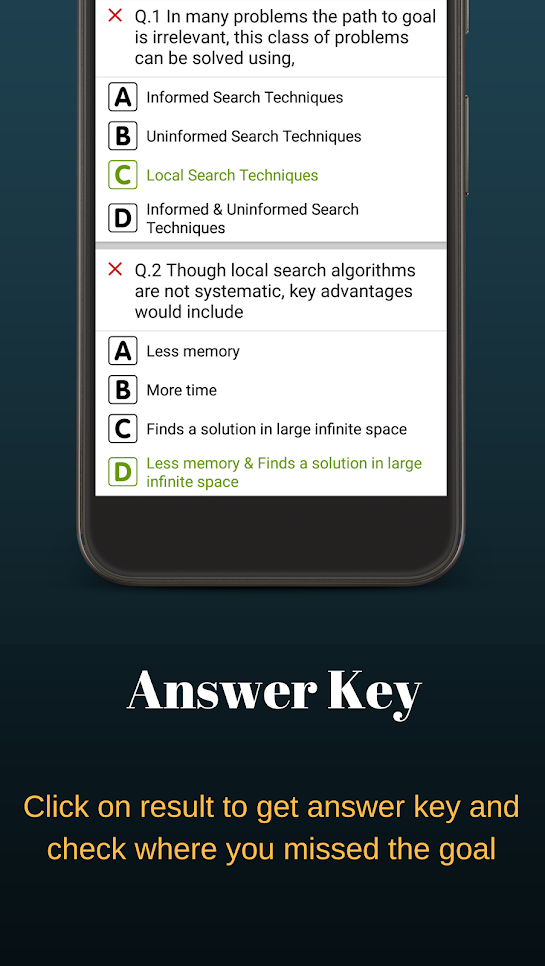 Q.1 In many problems the path to goal
is irrelevant, this class of problems
can be solved using,
A Informed Search Techniques
B Uninformed Search Techniques
C Local Search Techniques
D Informed & Uninformed Search
Techniques
Q.2 Though local search algorithms
are not systematic, key advantages
would include
A Less memory
B More time
C Finds a solution in large infinite space
D Less memory & Finds a solution in large
infinite space
Answer Key
Click on result to get answer key and
check where you missed the goal